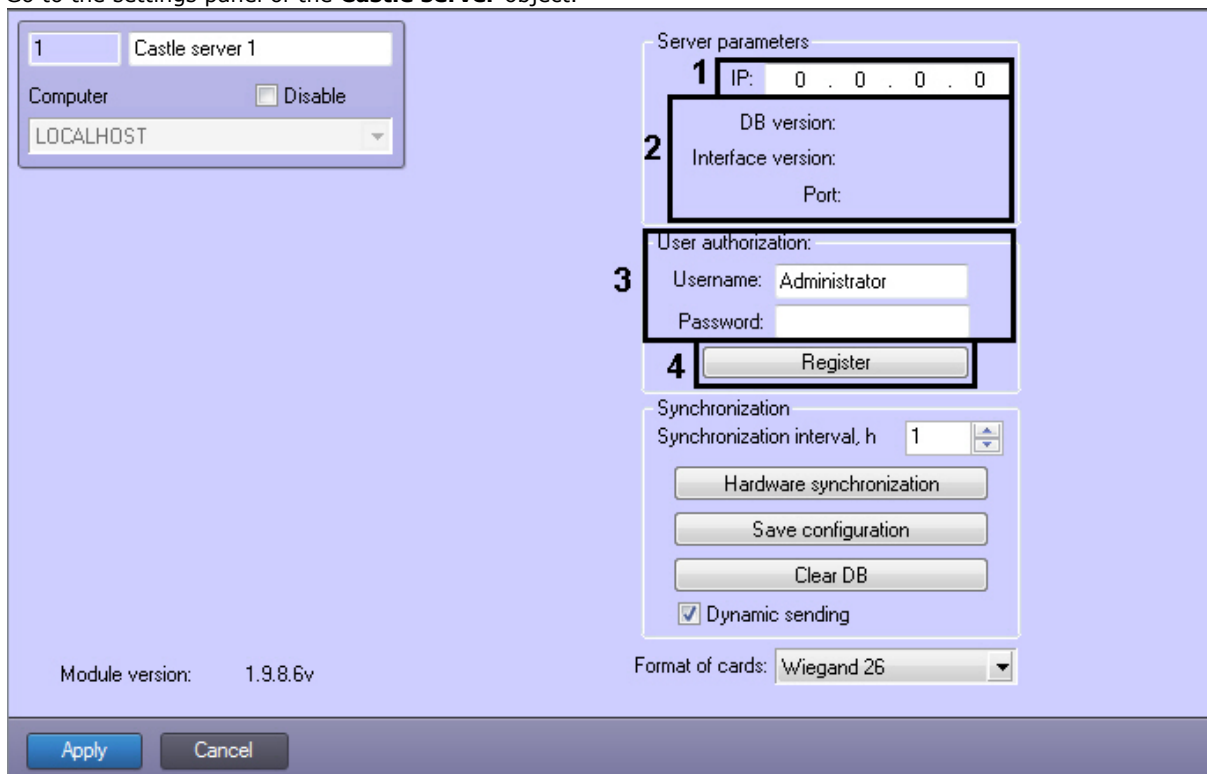 Go to the settings panel of the Castle Server object.
1 Castle server 1
Computer Disable
LOCALHOST
Server parameters
1 IP: 0 . 0 . 0 . 0
2
DB version:
Interface version:
Port:
User authorization:
3
Username: Administrator
Password:
4 Register
Synchronization
Synchronization interval, h 1
Hardware synchronization
Save configuration
Clear DB
Dynamic sending
Format of cards: Wiegand 26
Module version: 1.9.8.6v
Apply Cancel